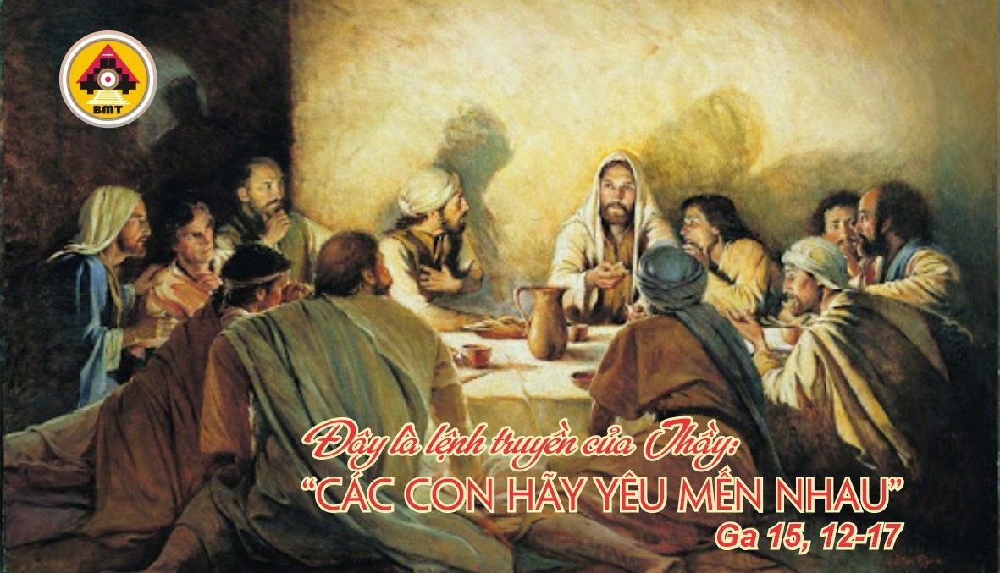 BMT
Đây là lệnh truyền của Thầy:
“CÁC CON HÃY YÊU MẾN NHAU”
Ga 15, 12-17